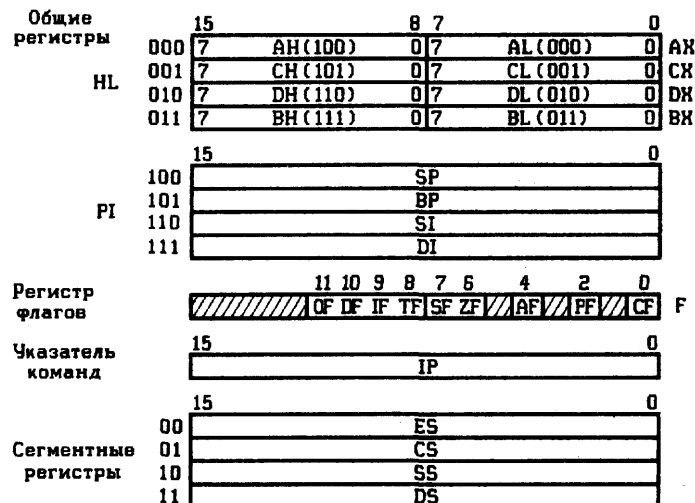 Общие регистры
15 8 7 0
000 7 AH(100) 0 7 AL(000) 0 AX
HL
001 7 CH(101) 0 7 CL(001) 0 CX
010 7 DH(110) 0 7 DL(010) 0 DX
011 7 BH(111) 0 7 BL(011) 0 BX
15 0
PI
100 SP
101 BP
110 SI
111 DI
Регистр флагов
11 10 9 8 7 6 4 2 0
OF DF IF TF SF ZF AF PF CF F
Указатель команд
15 0
IP
15 0
Сегментные регистры
00 ES
01 CS
10 SS
11 DS